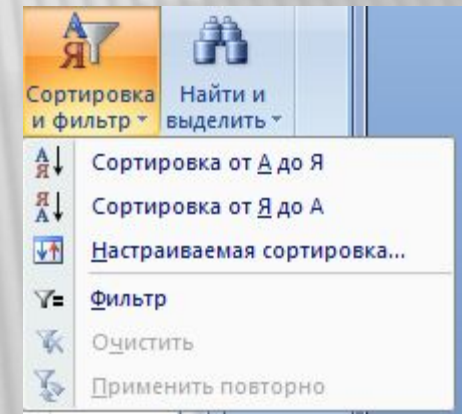 Сортировка и фильтр
Найти и выделить
Сортировка от А до Я
Сортировка от Я до А
Настраиваемая сортировка...
Фильтр
Очистить
Применить повторно